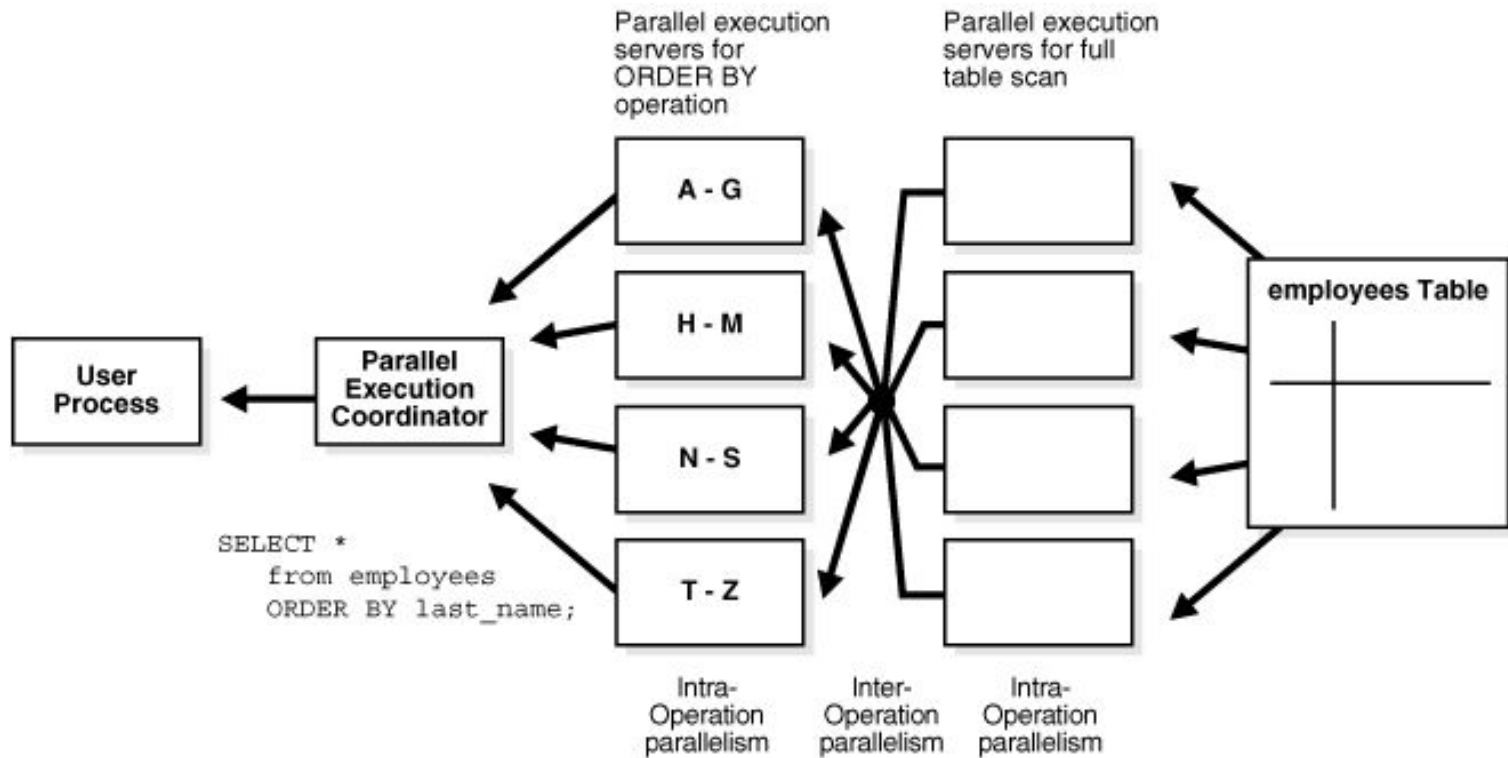 Parallel execution
servers for
ORDER BY
operation
Parallel execution
servers for full
table scan
A - G
H - M
N - S
T - Z
employees Table
User
Process
Parallel
Execution
Coordinator
SELECT *
from employees
ORDER BY last_name;
Intra-
Operation
parallelism
Inter-
Operation
parallelism
Intra-
Operation
parallelism